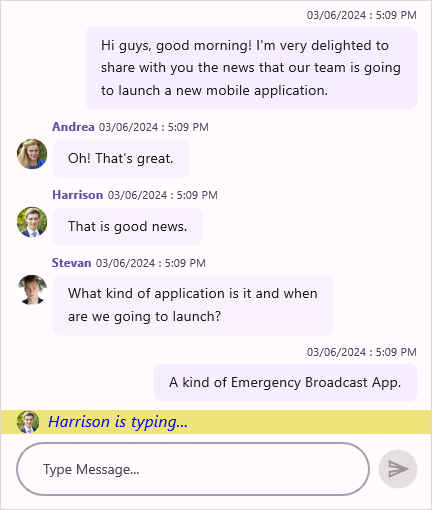 03/06/2024 : 5:09 PM
Hi guys, good morning! I'm very delighted to
share with you the news that our team is going
to launch a new mobile application.
Andrea 03/06/2024 : 5:09 PM
Oh! That's great.
Harrison 03/06/2024 : 5:09 PM
That is good news.
Stevan 03/06/2024 : 5:09 PM
What kind of application is it and when
are we going to launch?
03/06/2024 : 5:09 PM
A kind of Emergency Broadcast App.
Harrison is typing...
Type Message...